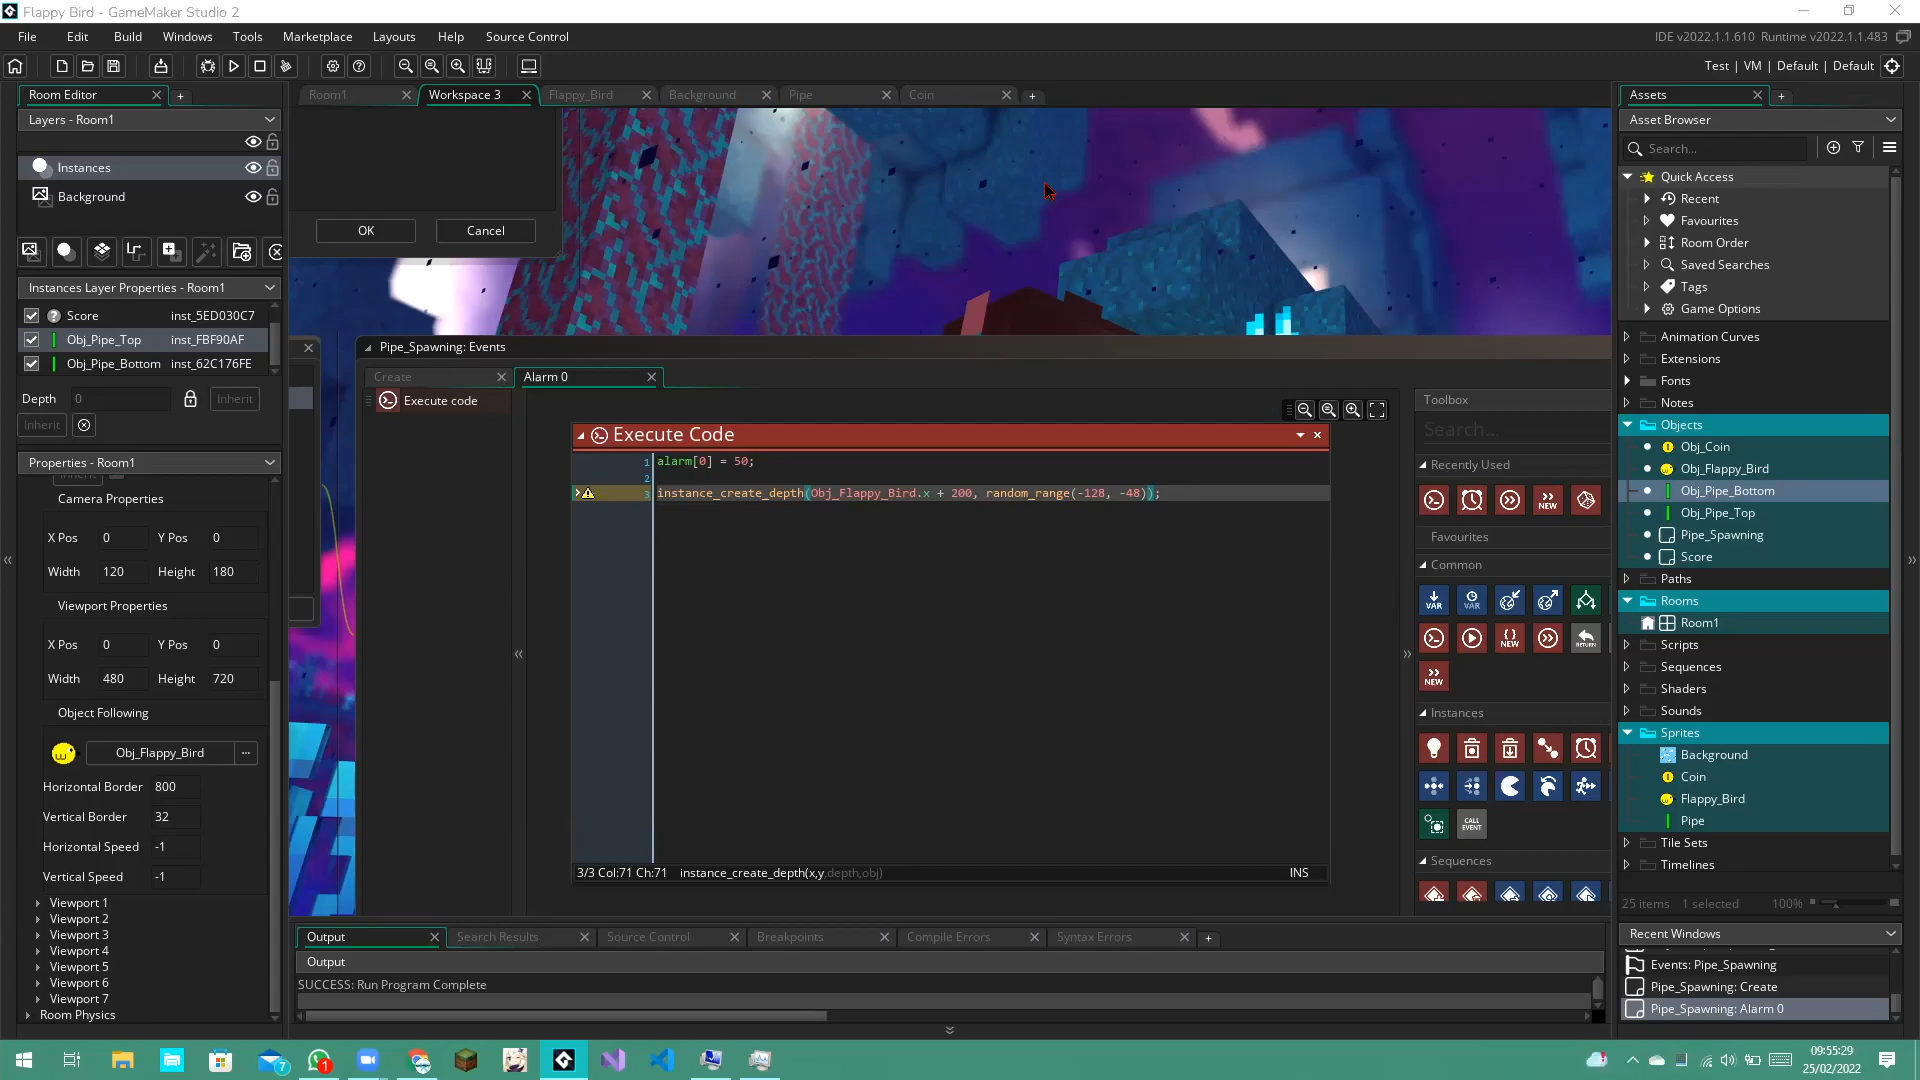 Flappy Bird - GameMaker Studio 2
File Edit Build Windows Tools Marketplace Layouts Help Source Control
IDE v2022.1.1.610 Runtime v2022.1.1.483
Test | VM | Default | Default
Room Editor
Layers - Room1
Instances
Background
Instances Layer Properties - Room1
Score inst_5ED030C7
Obj_Pipe_Top inst_FBF90AF
Obj_Pipe_Bottom inst_62C176FE
Depth 0 Inherit
Inherit
Properties - Room1
Inherit
Camera Properties
X Pos 0 Y Pos 0
Width 120 Height 180
Viewport Properties
X Pos 0 Y Pos 0
Width 480 Height 720
Object Following
Obj_Flappy_Bird ...
Horizontal Border 800
Vertical Border 32
Horizontal Speed -1
Vertical Speed -1
Viewport 1
Viewport 2
Viewport 3
Viewport 4
Viewport 5
Viewport 6
Viewport 7
Room Physics
Room1 Workspace 3 Flappy_Bird Background Pipe Coin
OK Cancel
Pipe_Spawning: Events
Create Alarm 0
Execute code
Execute Code
1 alarm[0] = 50;
2
3 instance_create_depth(Obj_Flappy_Bird.x + 200, random_range(-128, -48));
3/3 Col:71 Ch:71 instance_create_depth(x,y,depth,obj) INS
Toolbox
Search...
Recently Used
NEW
Favourites
Common
VAR VAR
NEW RETURN
NEW
Instances
CALL EVENT
Sequences
Output Search Results Source Control Breakpoints Compile Errors Syntax Errors
Output
SUCCESS: Run Program Complete
Assets
Asset Browser
Search...
Quick Access
Recent
Favourites
Room Order
Saved Searches
Tags
Game Options
Animation Curves
Extensions
Fonts
Notes
Objects
Obj_Coin
Obj_Flappy_Bird
Obj_Pipe_Bottom
Obj_Pipe_Top
Pipe_Spawning
Score
Paths
Rooms
Room1
Scripts
Sequences
Shaders
Sounds
Sprites
Background
Coin
Flappy_Bird
Pipe
Tile Sets
Timelines
25 items 1 selected 100%
Recent Windows
Events: Pipe_Spawning
Pipe_Spawning: Create
Pipe_Spawning: Alarm 0
7 1
09:55:29
25/02/2022